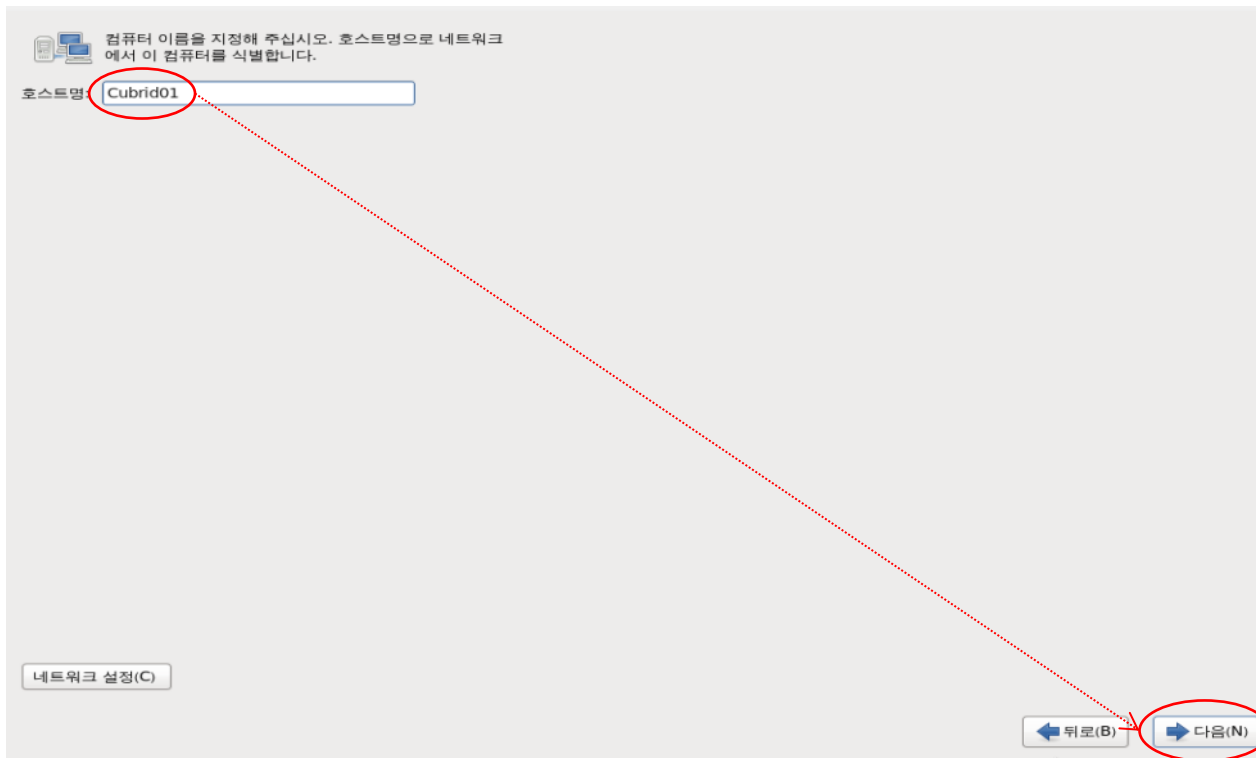 컴퓨터 이름을 지정해 주십시오. 호스트명으로 네트워크
에서 이 컴퓨터를 식별합니다.
호스트명: Cubrid01
네트워크 설정(C)
뒤로(B) 다음(N)